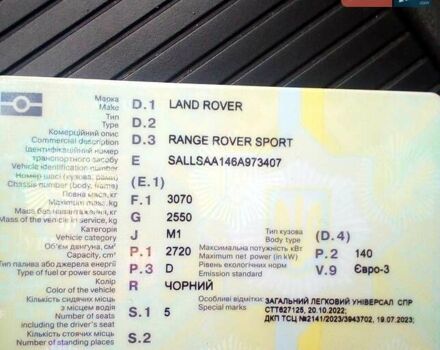 Марка
Make D.1 LAND ROVER
Тип
Type D.2
Комерційний опис
Commercial description D.3 RANGE ROVER SPORT
Ідентифікаційний номер
транспортного засобу E SALLSAA146A973407
Vehicle identification number
Номер шасі (кузова, рами)
Chassis number (body, frame) (E.1)
Повна маса, кг
Maximum mass, kg F.1 3070
Маса без навантаження, кг
Mass of the vehicle in service, kg G 2550
Категорія Тип кузова
Vehicle category J M1 Body type (D.4)
Об'єм двигуна, см³ Максимальна потужність кВт
Capacity, cm³ P.1 2720 Maximum net power (in kW) P.2 140
Тип палива або джерела енергії Рівень екологічних норм
Type of fuel or power source P.3 D Emission standard V.9 Євро-3
Колір
Color of the vehicle R ЧОРНИЙ
Кількість сидячих місць Особливі відмітки: ЗАГАЛЬНИЙ ЛЕГКОВИЙ УНІВЕРСАЛ СПР
з місцем водія Special marks СТТ627125, 20.10.2022;
Number of seats S.1 5 ДКП ТСЦ №2141/2023/3943702, 19.07.2023;
including the driver's seat
Кількість стоячих місць
Number of standing places S.2